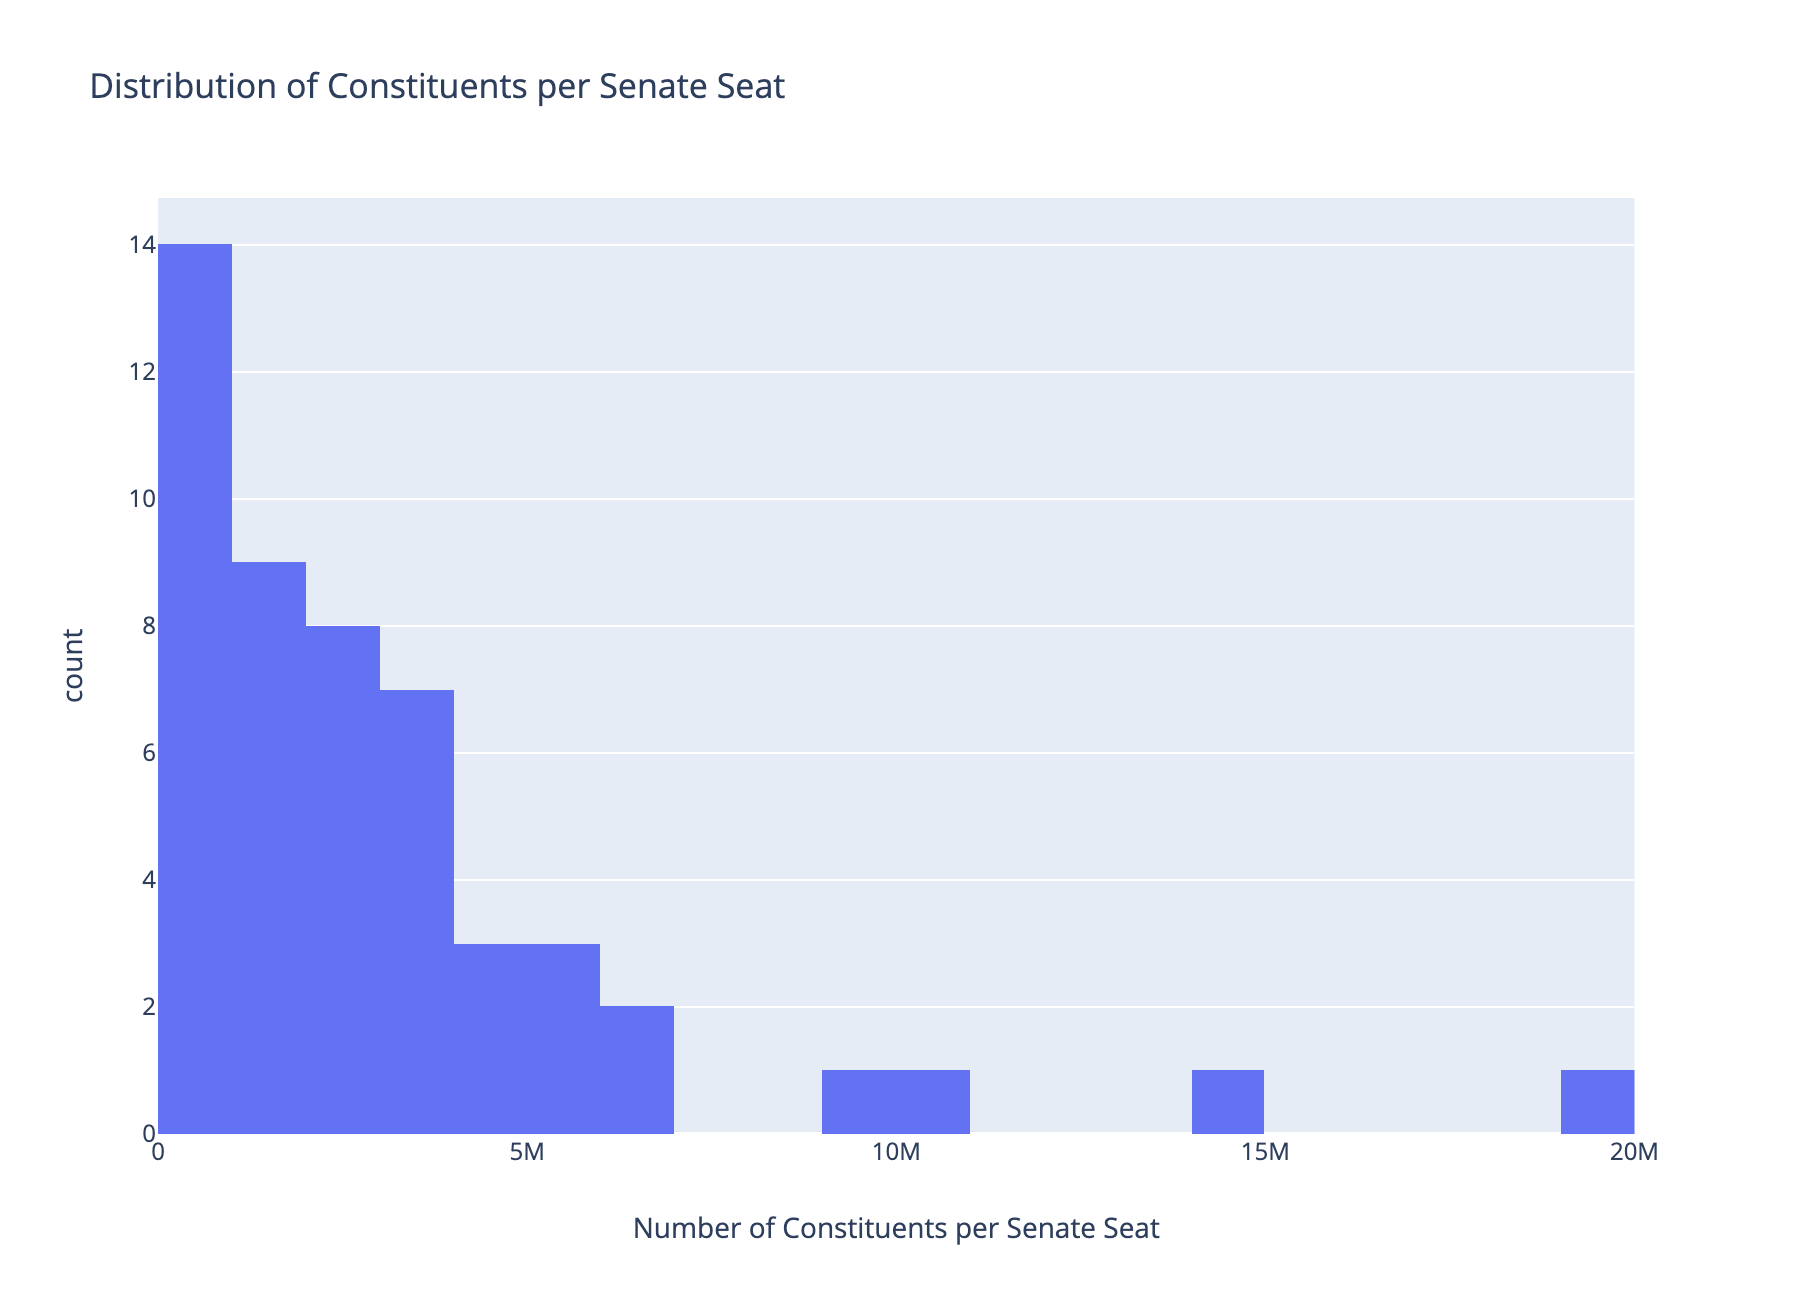 Distribution of Constituents per Senate Seat
14
12
10
8
6
4
2
0
count
0 5M 10M 15M 20M
Number of Constituents per Senate Seat